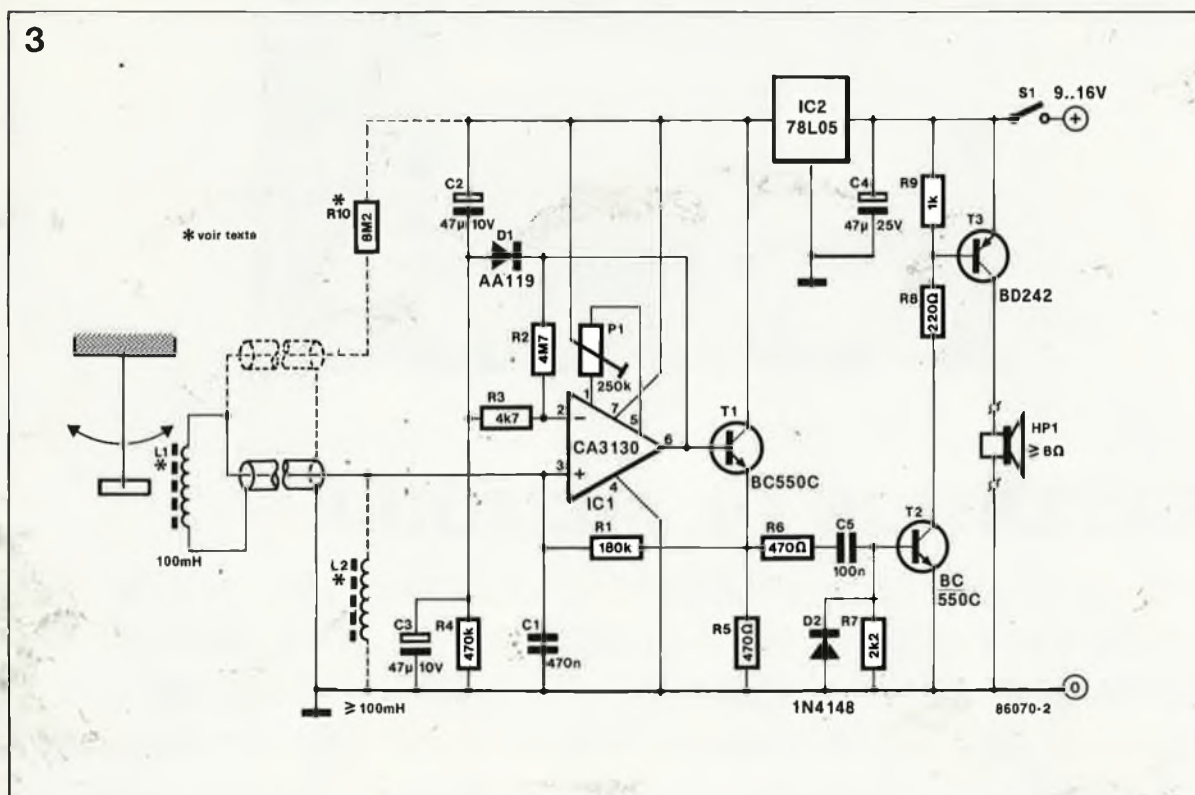 3
S1 9..16V
+
IC2
78L05
C2
47µ 10V
*
R10
8M2
* voir texte
D1
AA119
C4
47µ 25V
R9
1k
T3
BD242
R8
220Ω
R2
4M7
P1
250k
R3
4k7
1
7
5
2
−
CA3130
6
3
+
4
IC1
T1
BC550C
HP1
≥ 8Ω
L1
*
100mH
R1
180k
R6
470Ω
C5
100n
T2
BC
550C
L2
*
C3
47µ 10V
R4
470k
C1
470n
R5
470Ω
D2
R7
2k2
0
≥ 100mH
1N4148
86070-2